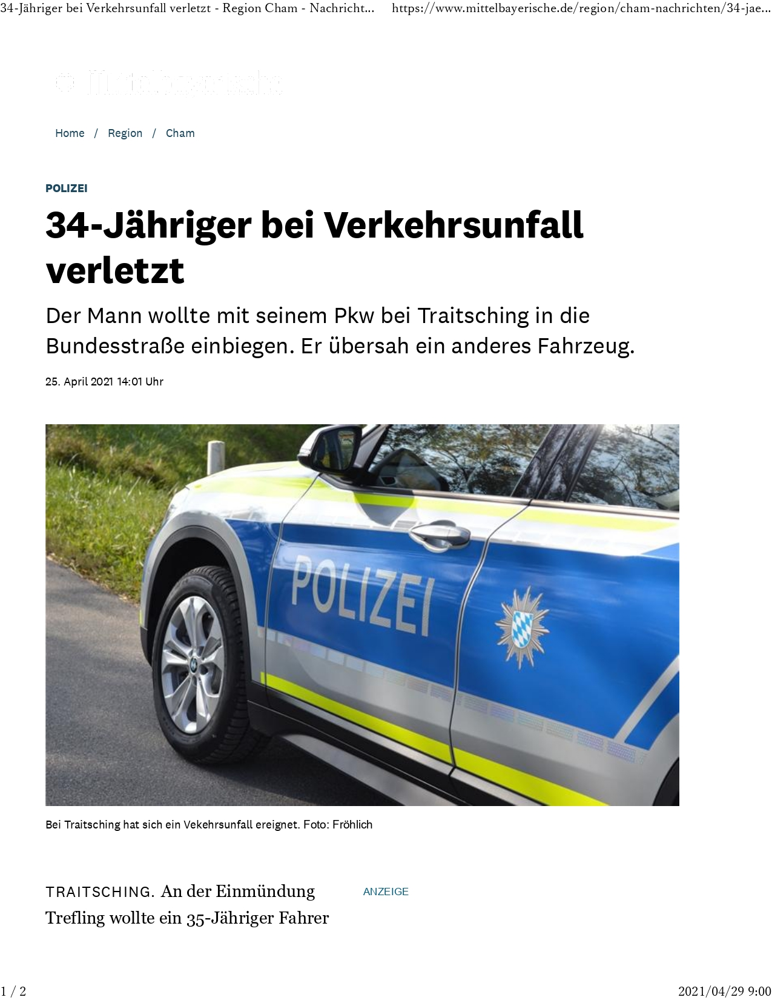 34-Jähriger bei Verkehrsunfall verletzt - Region Cham - Nachricht...
https://www.mittelbayerische.de/region/cham-nachrichten/34-jae...
Mittelbayerische
Home / Region / Cham
POLIZEI
34-Jähriger bei Verkehrsunfall
verletzt
Der Mann wollte mit seinem Pkw bei Traitsching in die
Bundesstraße einbiegen. Er übersah ein anderes Fahrzeug.
25. April 2021 14:01 Uhr
POLIZEI
Bei Traitsching hat sich ein Vekehrsunfall ereignet. Foto: Fröhlich
TRAITSCHING. An der Einmündung
Trefling wollte ein 35-Jähriger Fahrer
ANZEIGE
1 / 2
2021/04/29 9:00